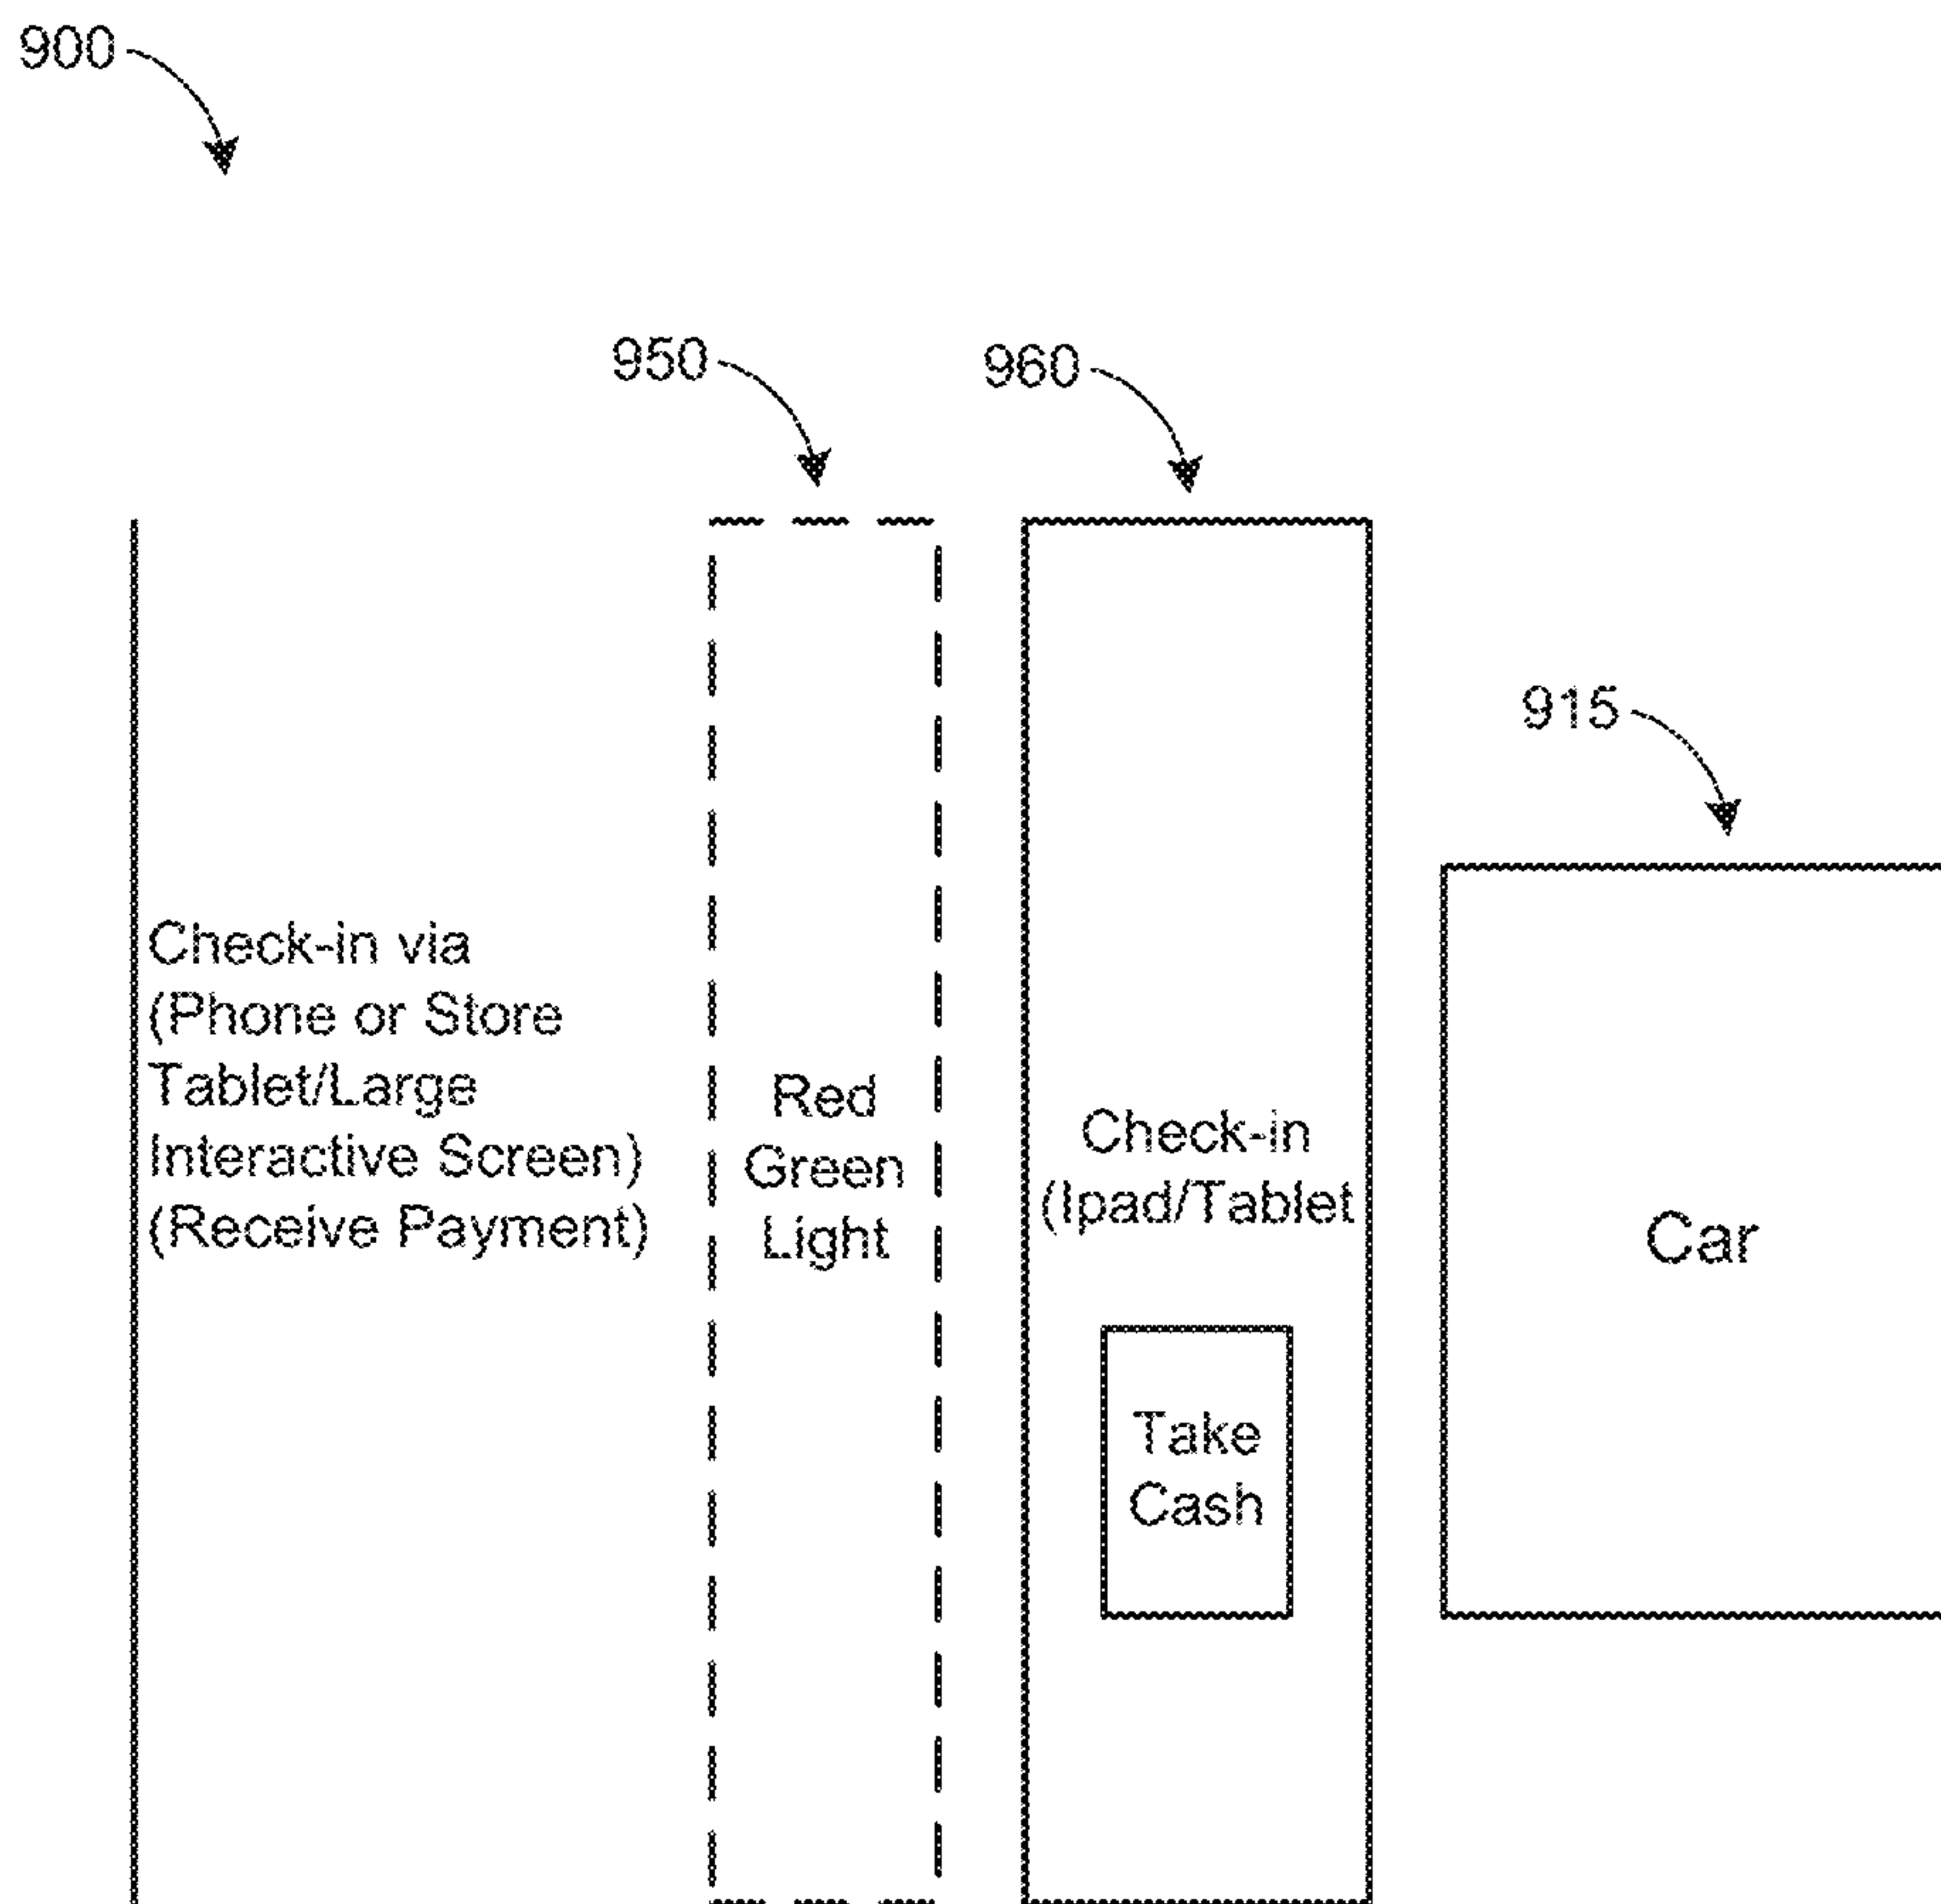 900
950
960
915
Check-in via
(Phone or Store
Tablet/Large
Interactive Screen)
(Receive Payment)
Red
Green
Light
Check-in
(Ipad/Tablet
Take
Cash
Car